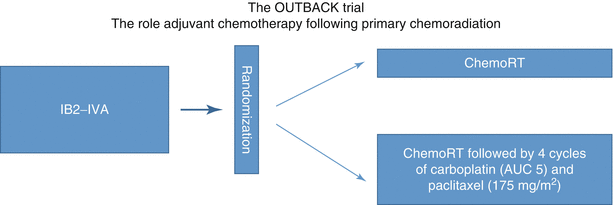 The OUTBACK trial
The role adjuvant chemotherapy following primary chemoradiation
IB2–IVA
Randomization
ChemoRT
ChemoRT followed by 4 cycles
of carboplatin (AUC 5) and
paclitaxel (175 mg/m²)